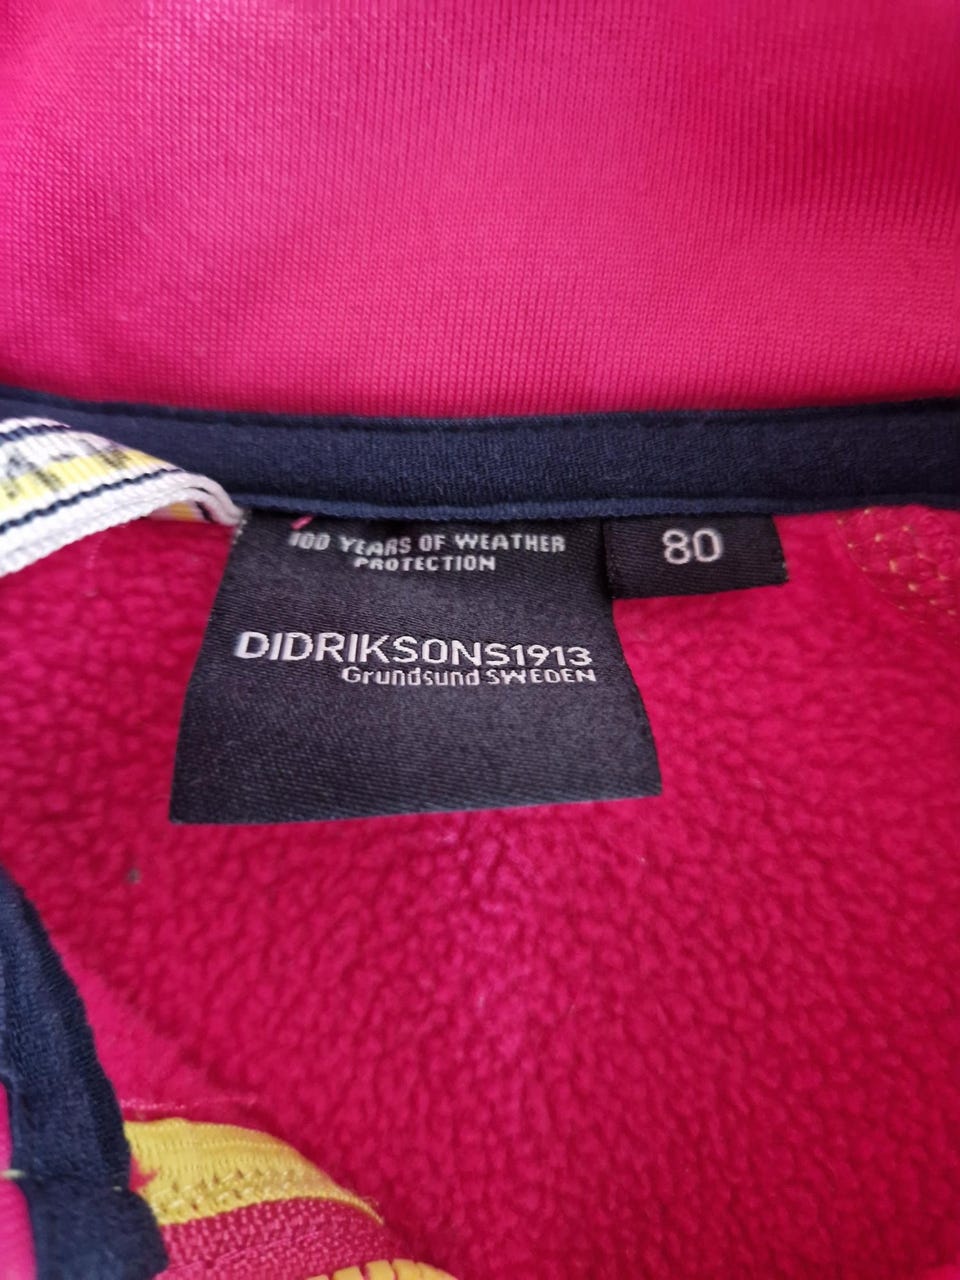 100 YEARS OF WEATHER
PROTECTION
80
DIDRIKSONS1913
Grundsund SWEDEN